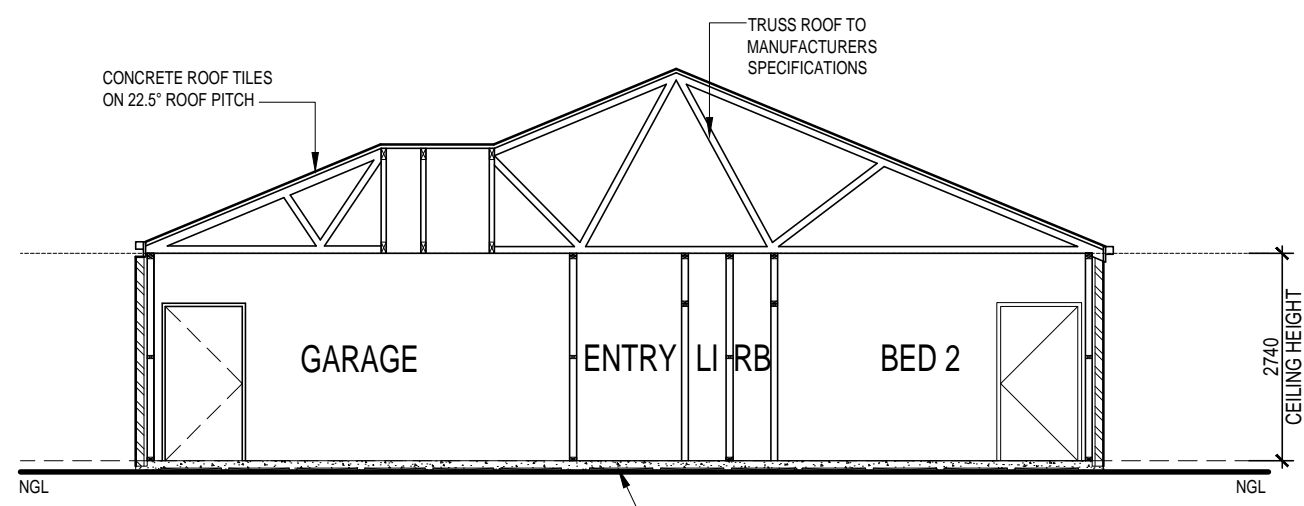 TRUSS ROOF TO
MANUFACTURERS
SPECIFICATIONS
CONCRETE ROOF TILES
ON 22.5° ROOF PITCH
GARAGE
ENTRY
LI
RB
BED 2
2740
CEILING HEIGHT
NGL
NGL